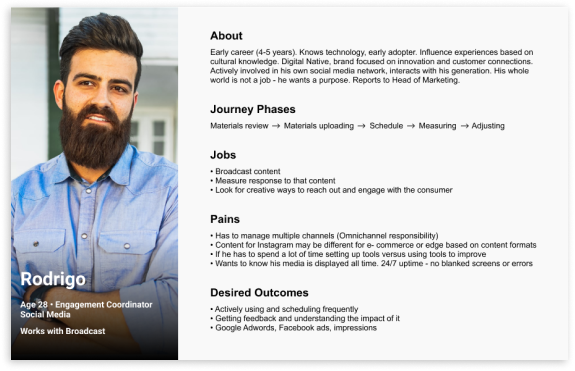 About
Early career (4-5 years). Knows technology, early adopter. Influence experiences based on
cultural knowledge. Digital Native, brand focused on innovation and customer connections.
Actively involved in his own social media network, interacts with his generation. His whole
world is not a job - he wants a purpose. Reports to Head of Marketing.
Journey Phases
Materials review → Materials uploading → Schedule → Measuring → Adjusting
Jobs
• Broadcast content
• Measure response to that content
• Look for creative ways to reach out and engage with the consumer
Pains
• Has to manage multiple channels (Omnichannel responsibility)
• Content for Instagram may be different for e- commerce or edge based on content formats
• If he has to spend a lot of time setting up tools versus using tools to improve
• Wants to know his media is displayed all time. 24/7 uptime - no blanked screens or errors
Desired Outcomes
• Actively using and scheduling frequently
• Getting feedback and understanding the impact of it
• Google Adwords, Facebook ads, impressions
Rodrigo
Age 28 • Engagement Coordinator
Social Media
Works with Broadcast